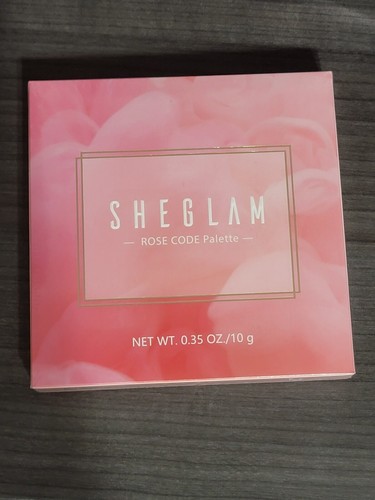 SHEGLAM
— ROSE CODE Palette —
NET WT. 0.35 OZ./10 g